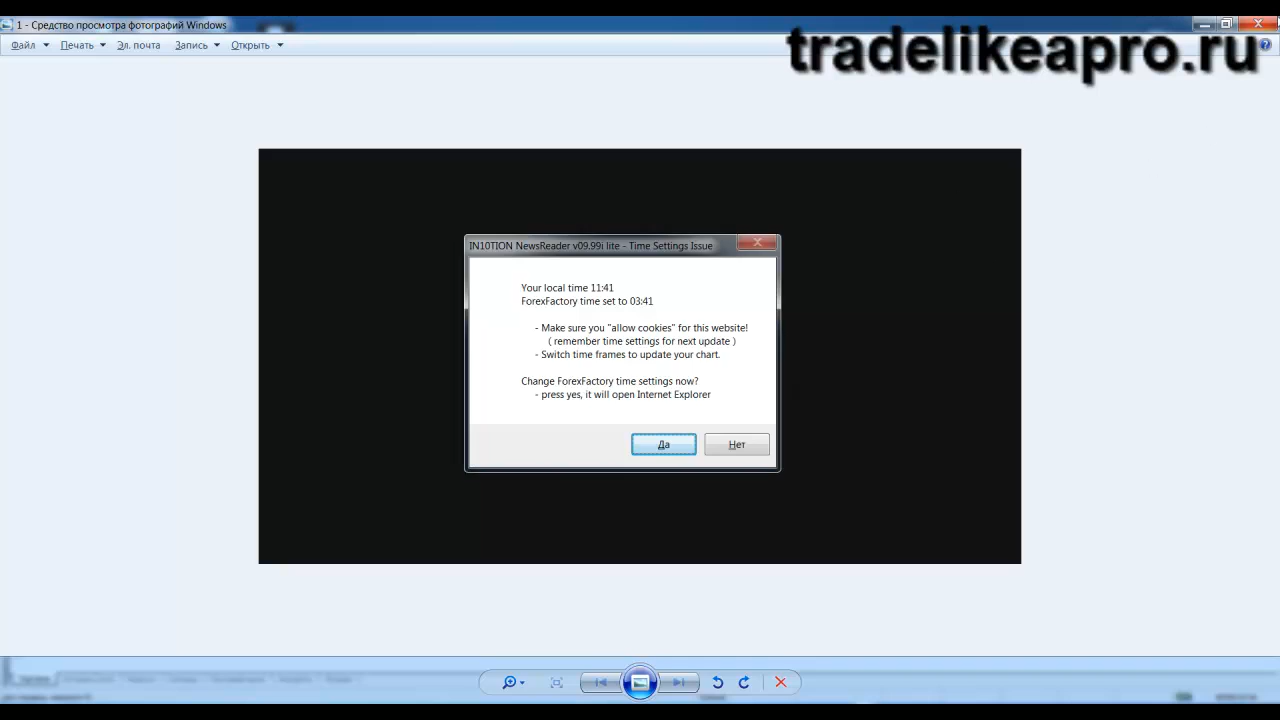 1 - Средство просмотра фотографий Windows
tradelikeapro.ru
Файл Печать Эл. почта Запись Открыть
IN10TION NewsReader v09.99i lite - Time Settings Issue
Your local time 11:41
ForexFactory time set to 03:41
- Make sure you "allow cookies" for this website!
( remember time settings for next update )
- Switch time frames to update your chart.
Change ForexFactory time settings now?
- press yes, it will open Internet Explorer
Да Нет